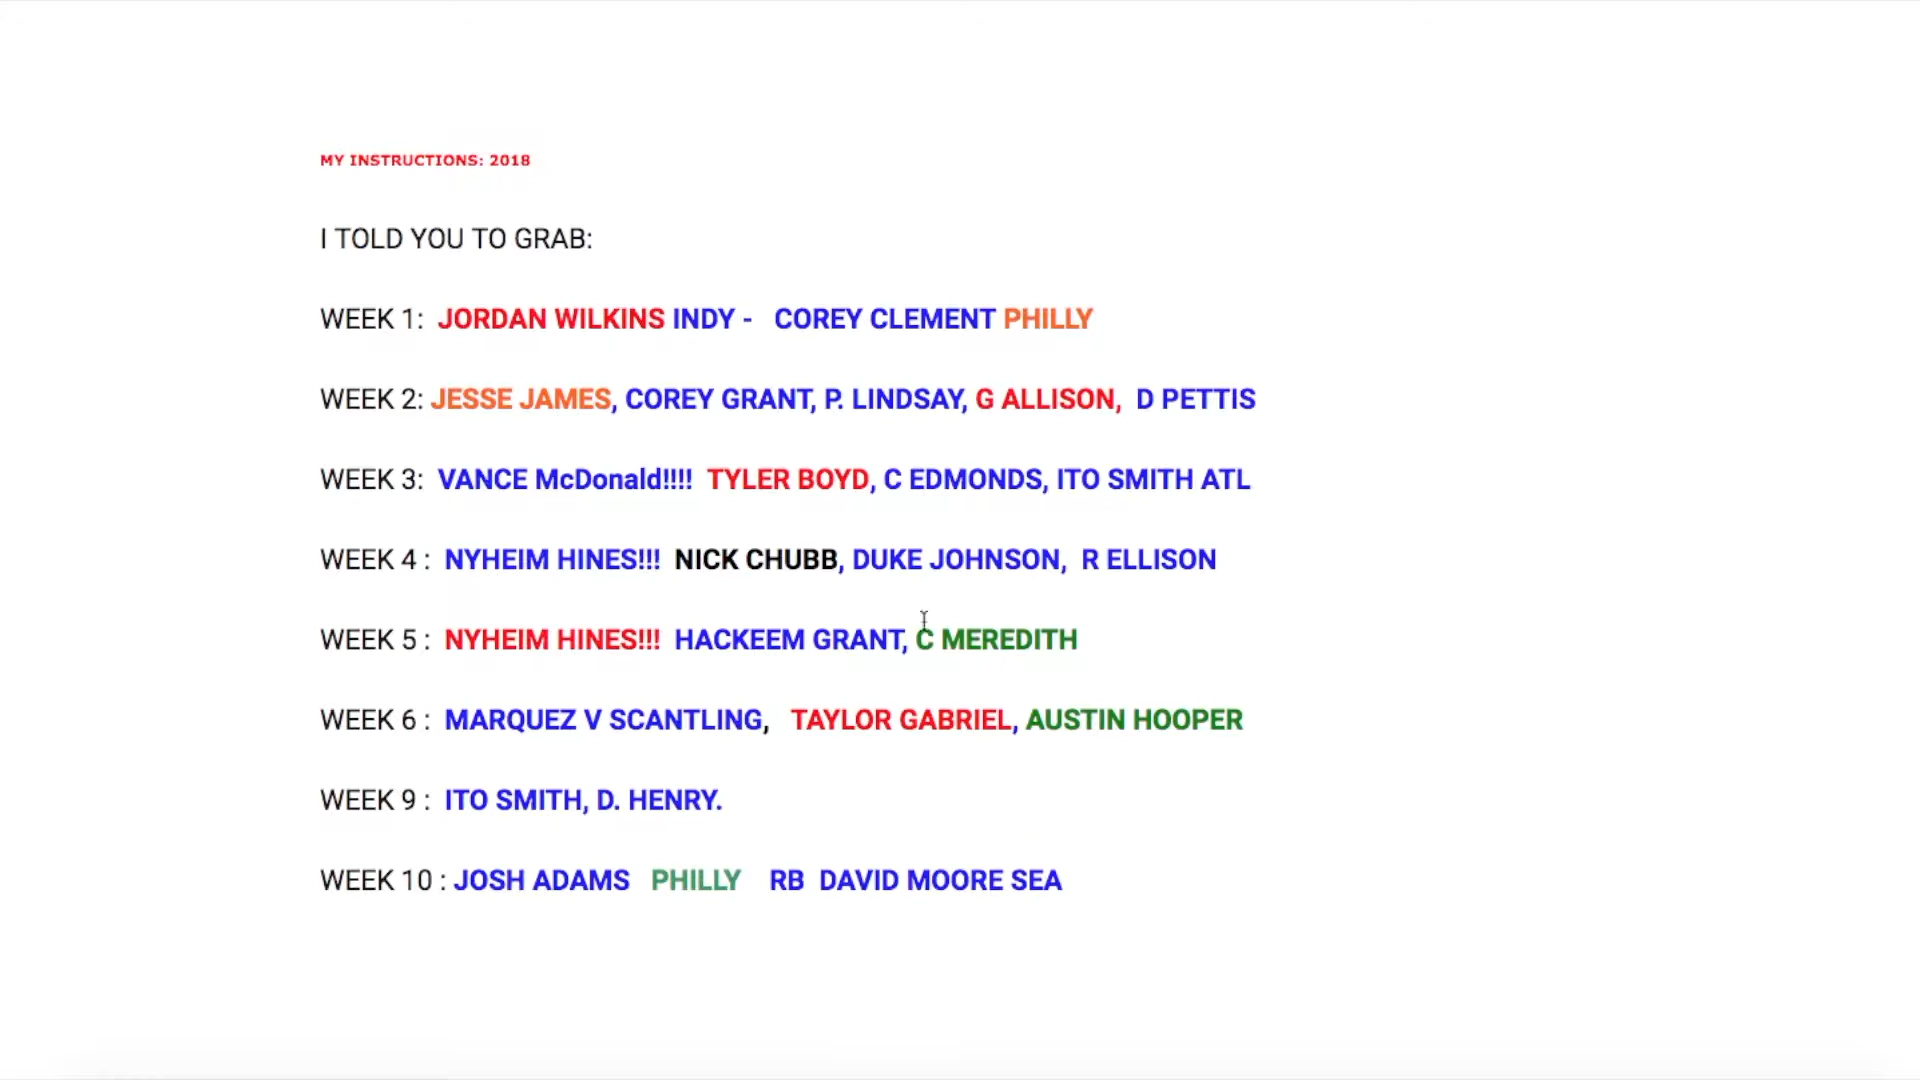 MY INSTRUCTIONS: 2018
I TOLD YOU TO GRAB:
WEEK 1: JORDAN WILKINS INDY - COREY CLEMENT PHILLY
WEEK 2: JESSE JAMES, COREY GRANT, P. LINDSAY, G ALLISON, D PETTIS
WEEK 3: VANCE McDonald!!!! TYLER BOYD, C EDMONDS, ITO SMITH ATL
WEEK 4 : NYHEIM HINES!!! NICK CHUBB, DUKE JOHNSON, R ELLISON
WEEK 5 : NYHEIM HINES!!! HACKEEM GRANT, C MEREDITH
WEEK 6 : MARQUEZ V SCANTLING, TAYLOR GABRIEL, AUSTIN HOOPER
WEEK 9 : ITO SMITH, D. HENRY.
WEEK 10 : JOSH ADAMS PHILLY RB DAVID MOORE SEA